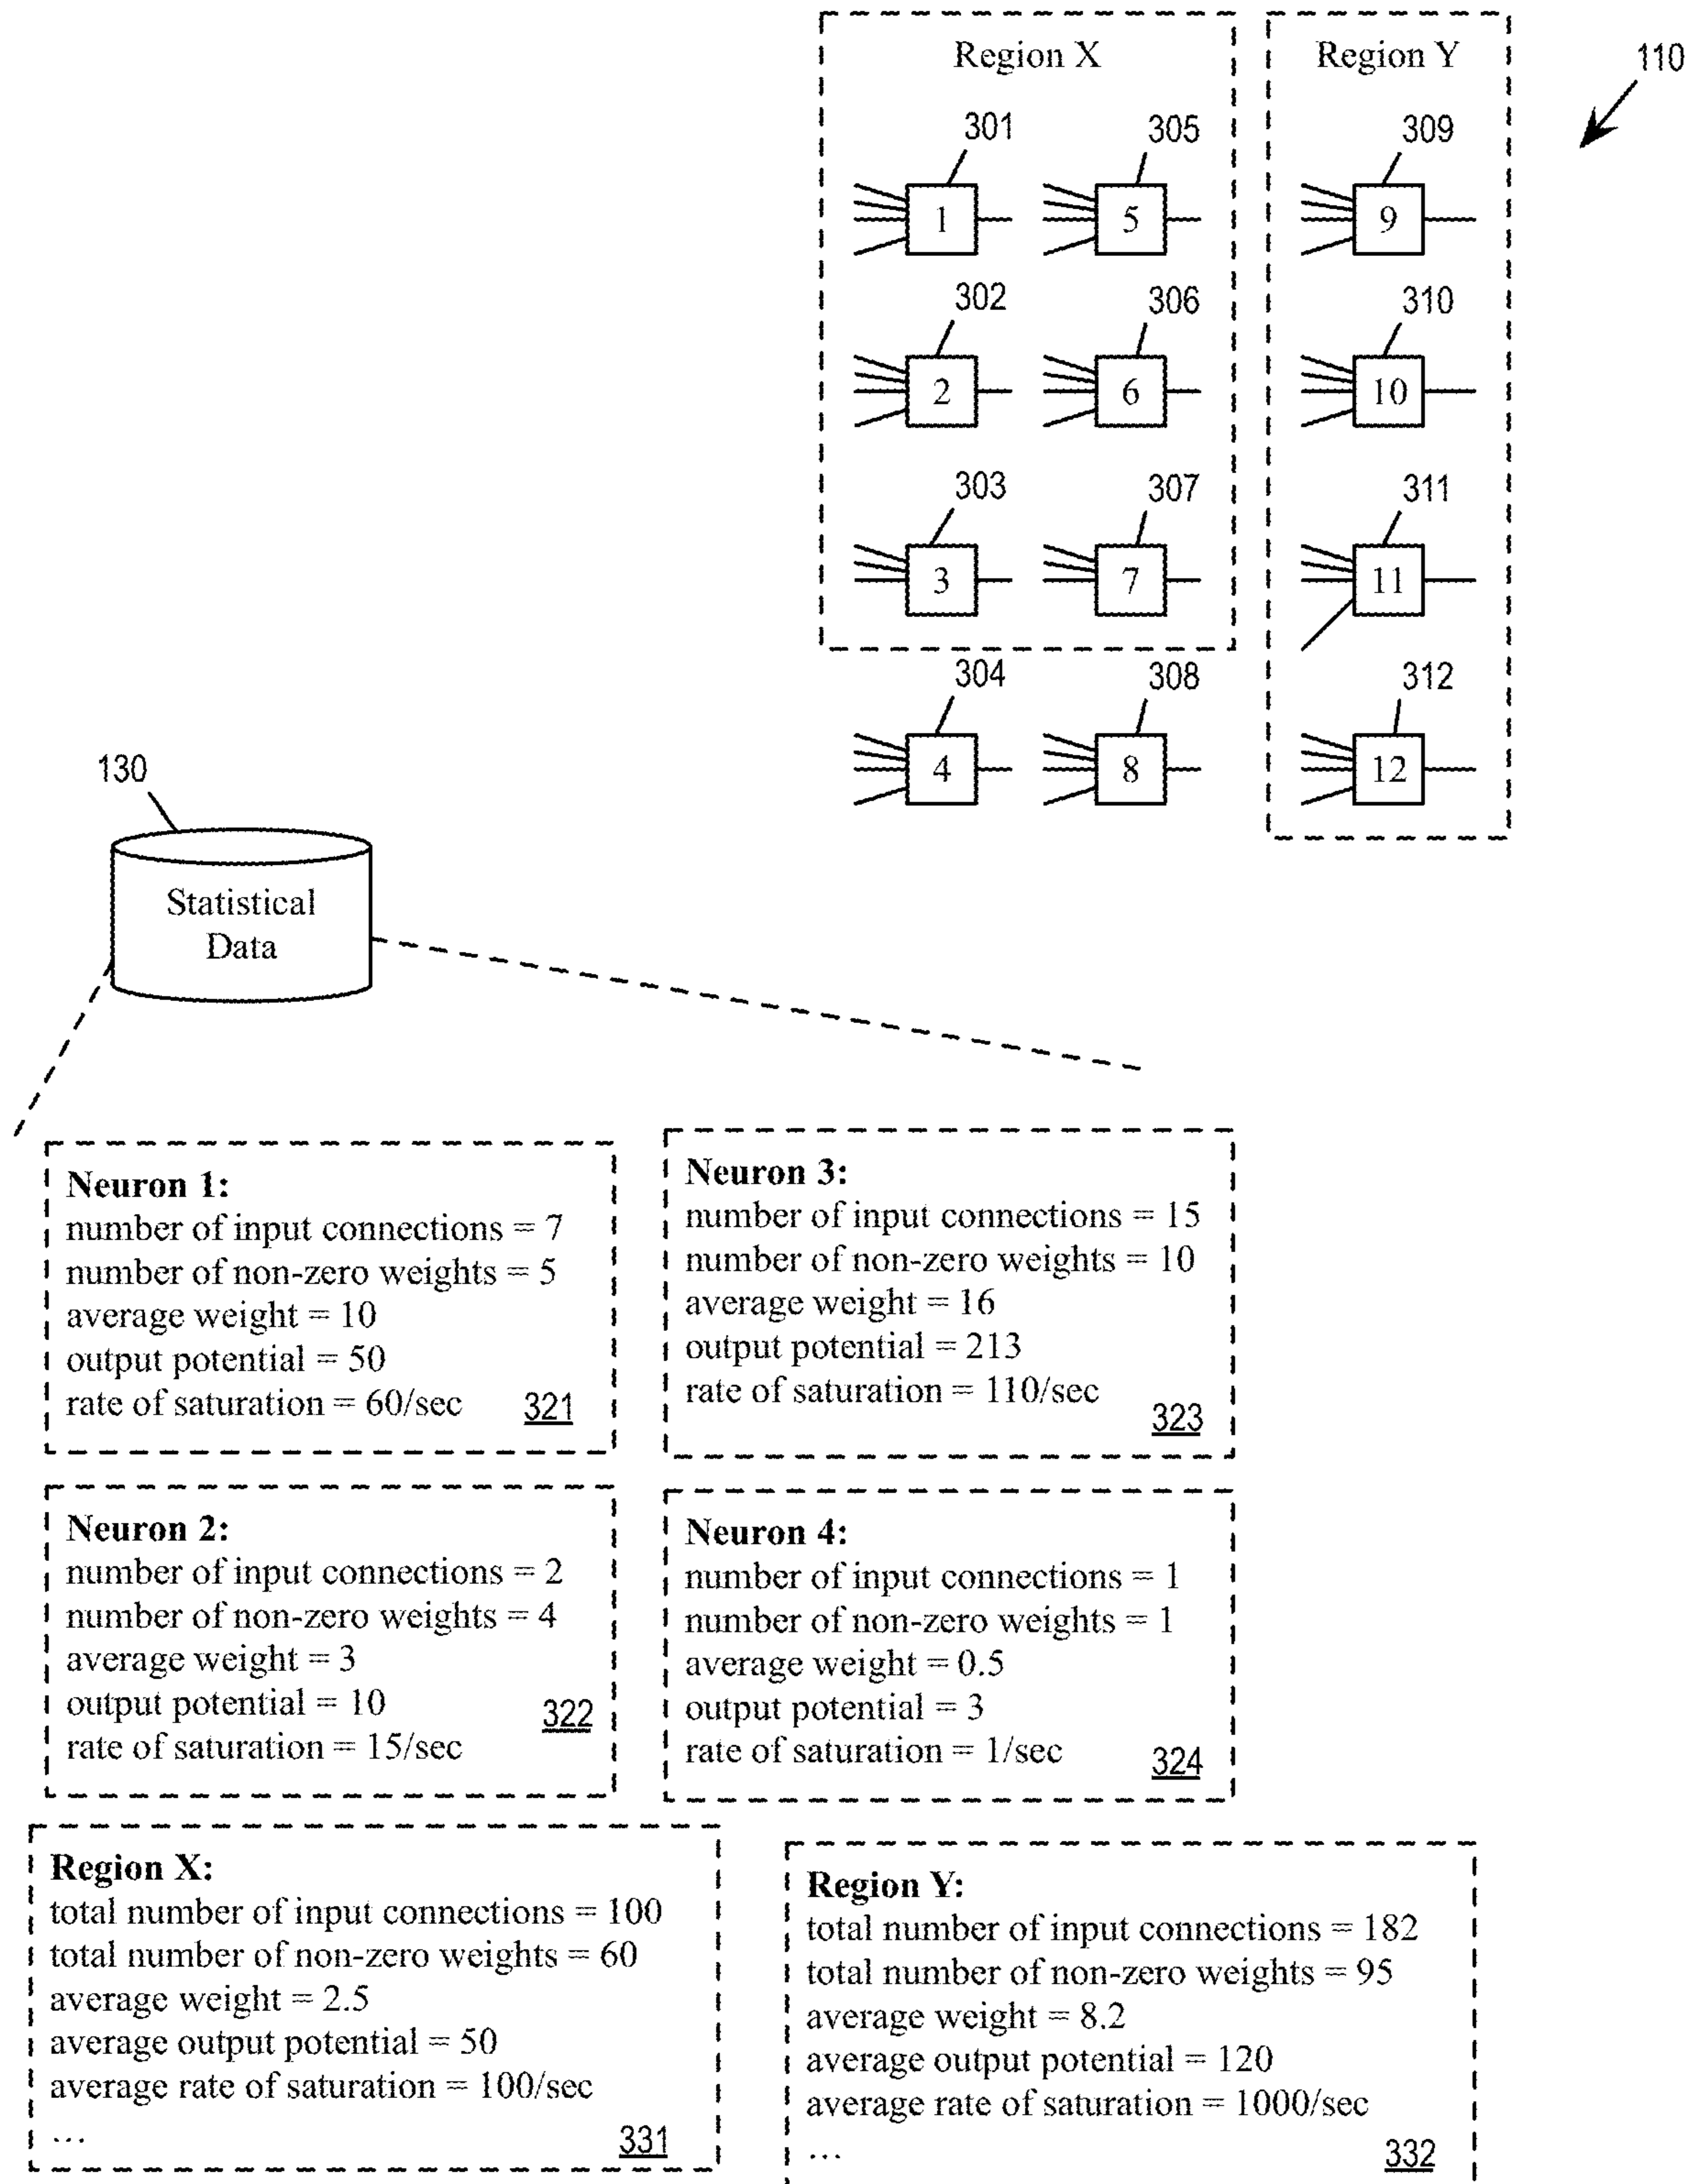 Region X
Region Y
110
301
305
309
1
5
9
302
306
310
2
6
10
303
307
311
3
7
11
304
308
312
4
8
12
130
Statistical
Data
Neuron 1:
number of input connections = 7
number of non-zero weights = 5
average weight = 10
output potential = 50
rate of saturation = 60/sec
321
Neuron 3:
number of input connections = 15
number of non-zero weights = 10
average weight = 16
output potential = 213
rate of saturation = 110/sec
323
Neuron 2:
number of input connections = 2
number of non-zero weights = 4
average weight = 3
output potential = 10
rate of saturation = 15/sec
322
Neuron 4:
number of input connections = 1
number of non-zero weights = 1
average weight = 0.5
output potential = 3
rate of saturation = 1/sec
324
Region X:
total number of input connections = 100
total number of non-zero weights = 60
average weight = 2.5
average output potential = 50
average rate of saturation = 100/sec
...
331
Region Y:
total number of input connections = 182
total number of non-zero weights = 95
average weight = 8.2
average output potential = 120
average rate of saturation = 1000/sec
...
332